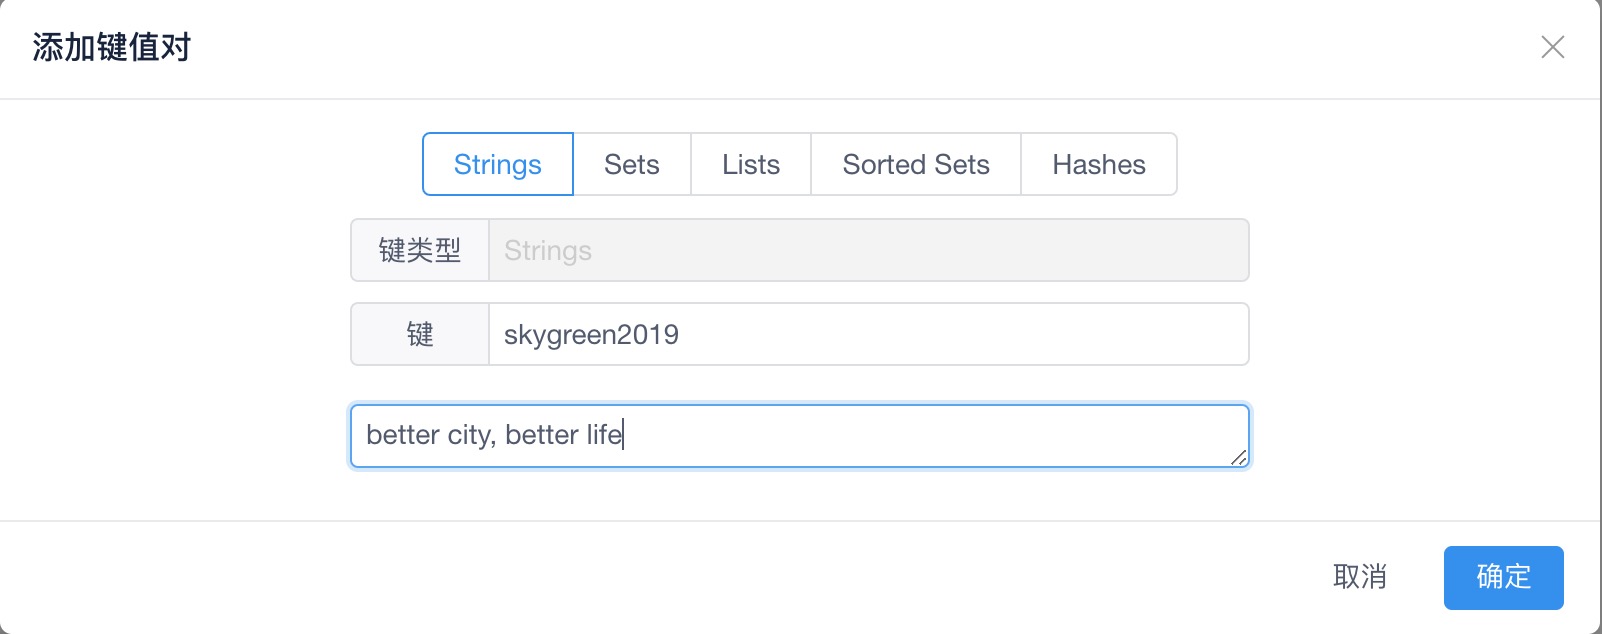 添加键值对
Strings Sets Lists Sorted Sets Hashes
键类型 Strings
键 skygreen2019
better city, better life
取消 确定